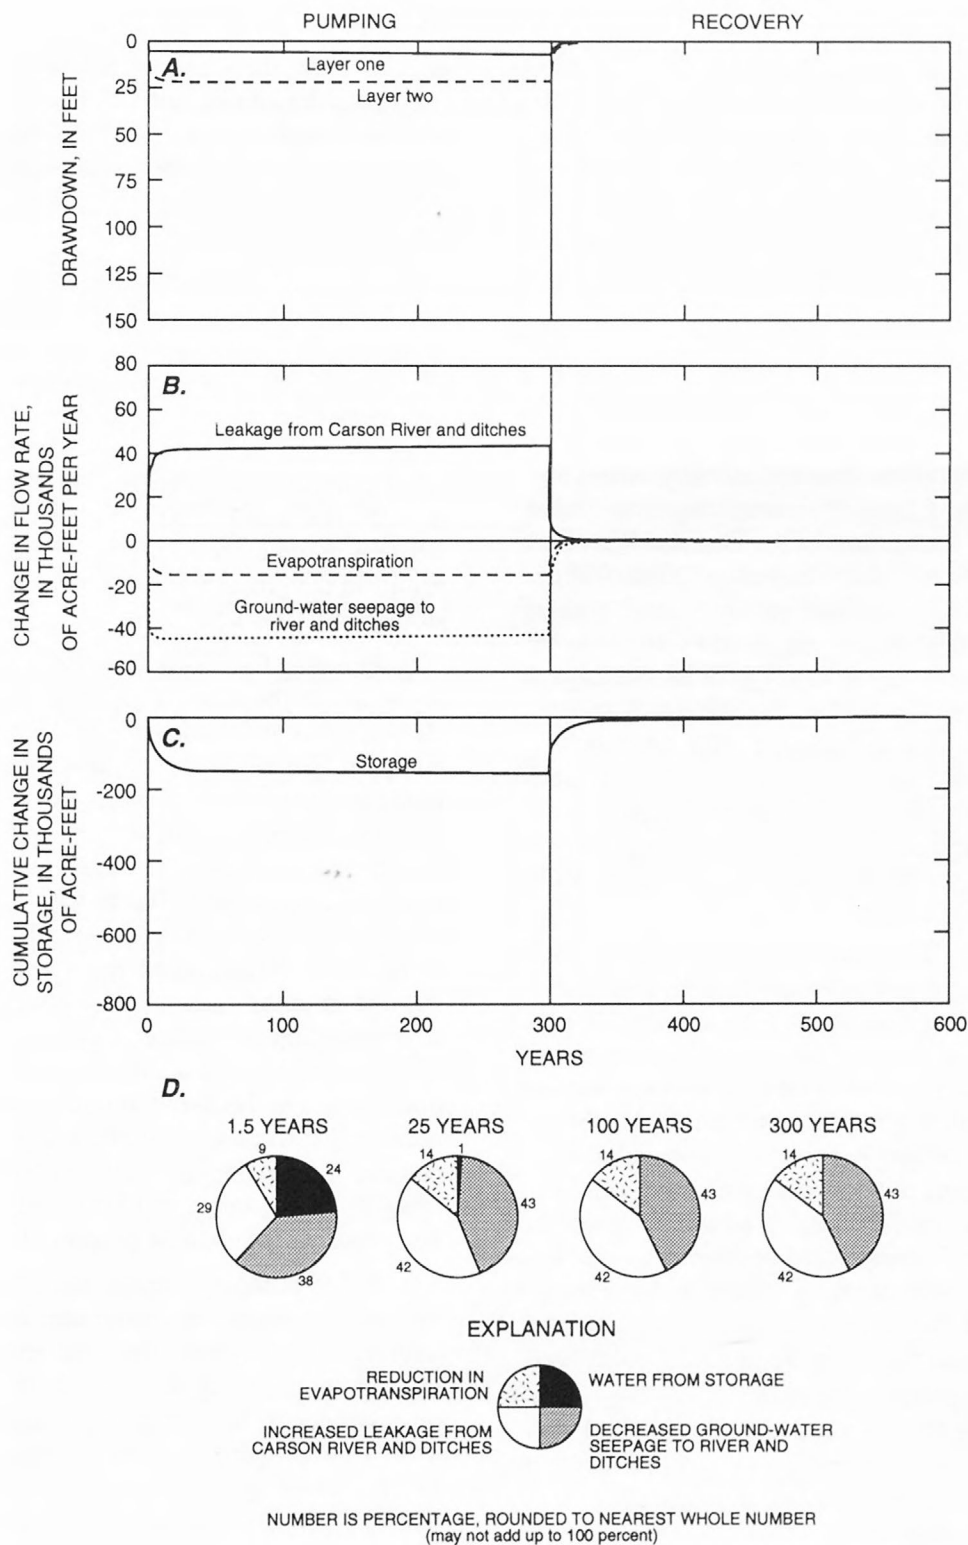 PUMPING
RECOVERY
DRAWDOWN, IN FEET
0
25
50
75
100
125
150
A.
Layer one
Layer two
CHANGE IN FLOW RATE,
IN THOUSANDS
OF ACRE-FEET PER YEAR
80
60
40
20
0
-20
-40
-60
B.
Leakage from Carson River and ditches
Evapotranspiration
Ground-water seepage to
river and ditches
CUMULATIVE CHANGE IN
STORAGE, IN THOUSANDS
OF ACRE-FEET
0
-200
-400
-600
-800
C.
Storage
0 100 200 300 400 500 600
YEARS
D.
1.5 YEARS
9
24
29
38
25 YEARS
14
1
43
42
100 YEARS
14
43
42
300 YEARS
14
43
42
EXPLANATION
REDUCTION IN
EVAPOTRANSPIRATION
WATER FROM STORAGE
INCREASED LEAKAGE FROM
CARSON RIVER AND DITCHES
DECREASED GROUND-WATER
SEEPAGE TO RIVER AND
DITCHES
NUMBER IS PERCENTAGE, ROUNDED TO NEAREST WHOLE NUMBER
(may not add up to 100 percent)